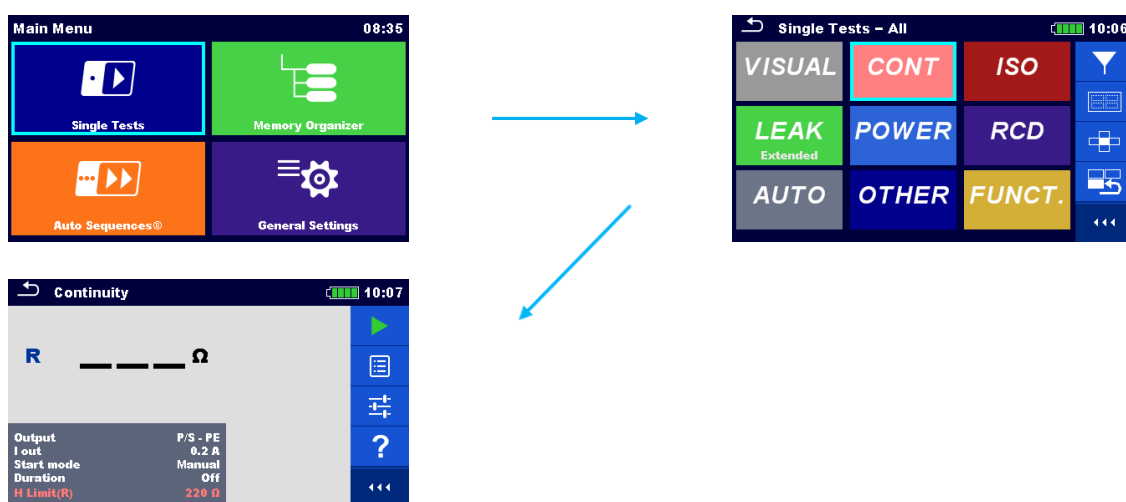 Main Menu 08:35
Single Tests Memory Organizer
Auto Sequences® General Settings
Single Tests – All 10:06
VISUAL CONT ISO
LEAK POWER RCD
Extended
AUTO OTHER FUNCT.
Continuity 10:07
R ___ Ω
?
Output P/S - PE
I out 0.2 A
Start mode Manual
Duration Off
H Limit(R) 220 Ω